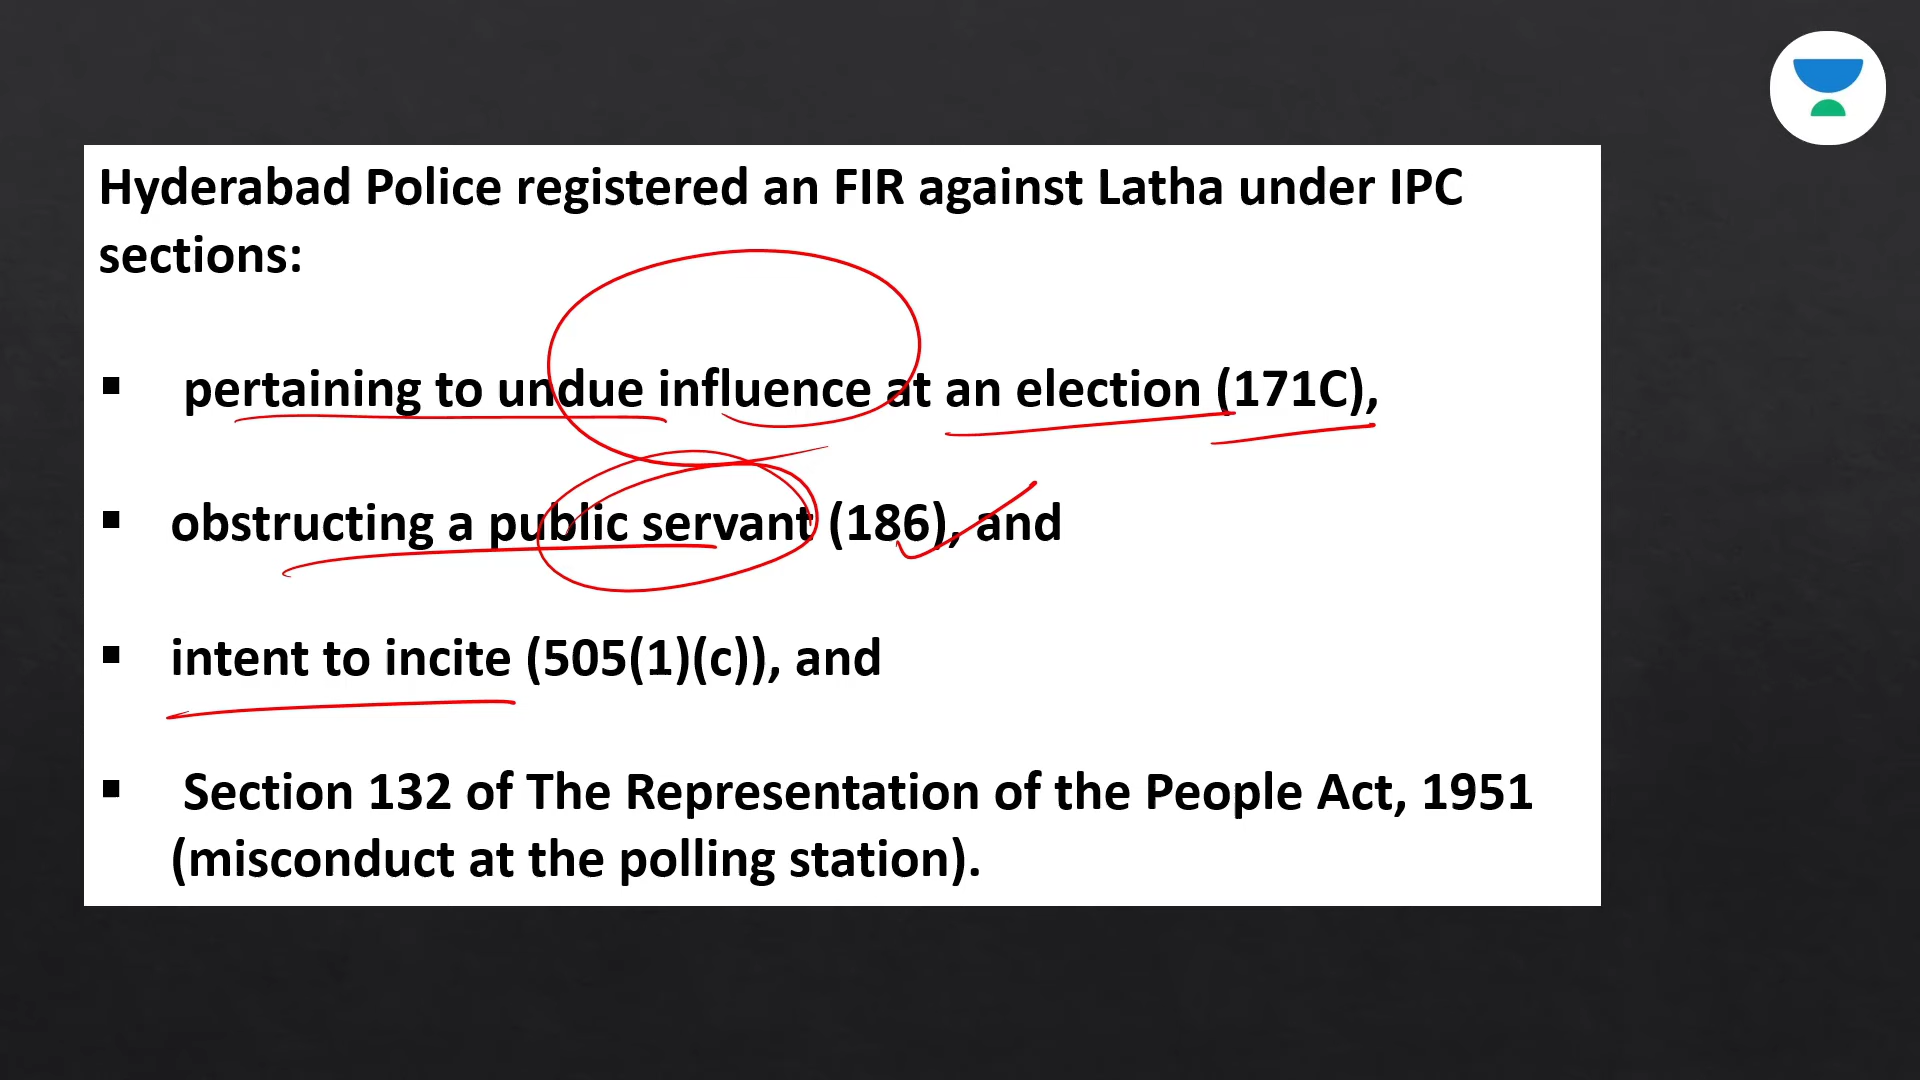 Hyderabad Police registered an FIR against Latha under IPC
sections:
▪ pertaining to undue influence at an election (171C),
▪ obstructing a public servant (186), and
▪ intent to incite (505(1)(c)), and
▪ Section 132 of The Representation of the People Act, 1951
(misconduct at the polling station).